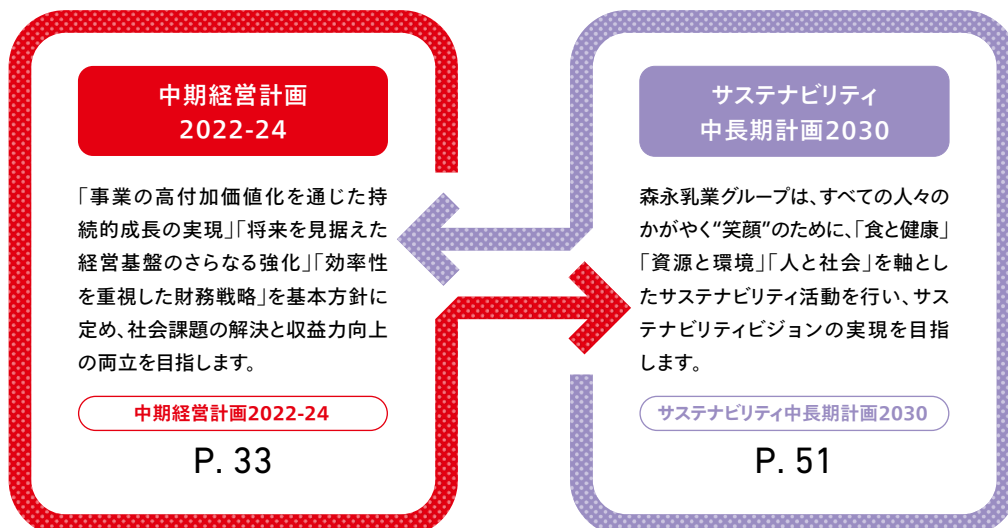 中期経営計画
2022-24
「事業の高付加価値化を通じた持
続的成長の実現」「将来を見据えた
経営基盤のさらなる強化」「効率性
を重視した財務戦略」を基本方針に
定め、社会課題の解決と収益力向上
の両立を目指します。
中期経営計画2022-24
P. 33
サステナビリティ
中長期計画2030
森永乳業グループは、すべての人々の
かがやく“笑顔”のために、「食と健康」
「資源と環境」「人と社会」を軸とし
たサステナビリティ活動を行い、サス
テナビリティビジョンの実現を目指
します。
サステナビリティ中長期計画2030
P. 51